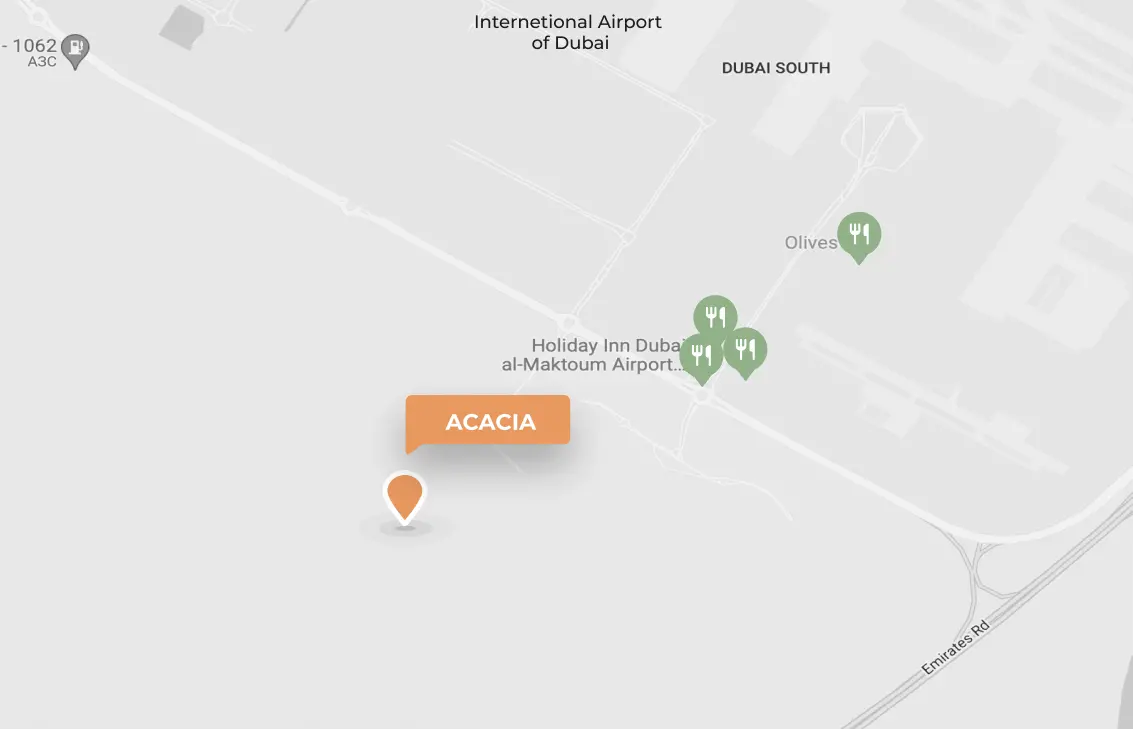 Internetional Airport
of Dubai
- 1062
АЗС
DUBAI SOUTH
Olives
Holiday Inn Dubai
al-Maktoum Airport...
ACACIA
Emirates Rd